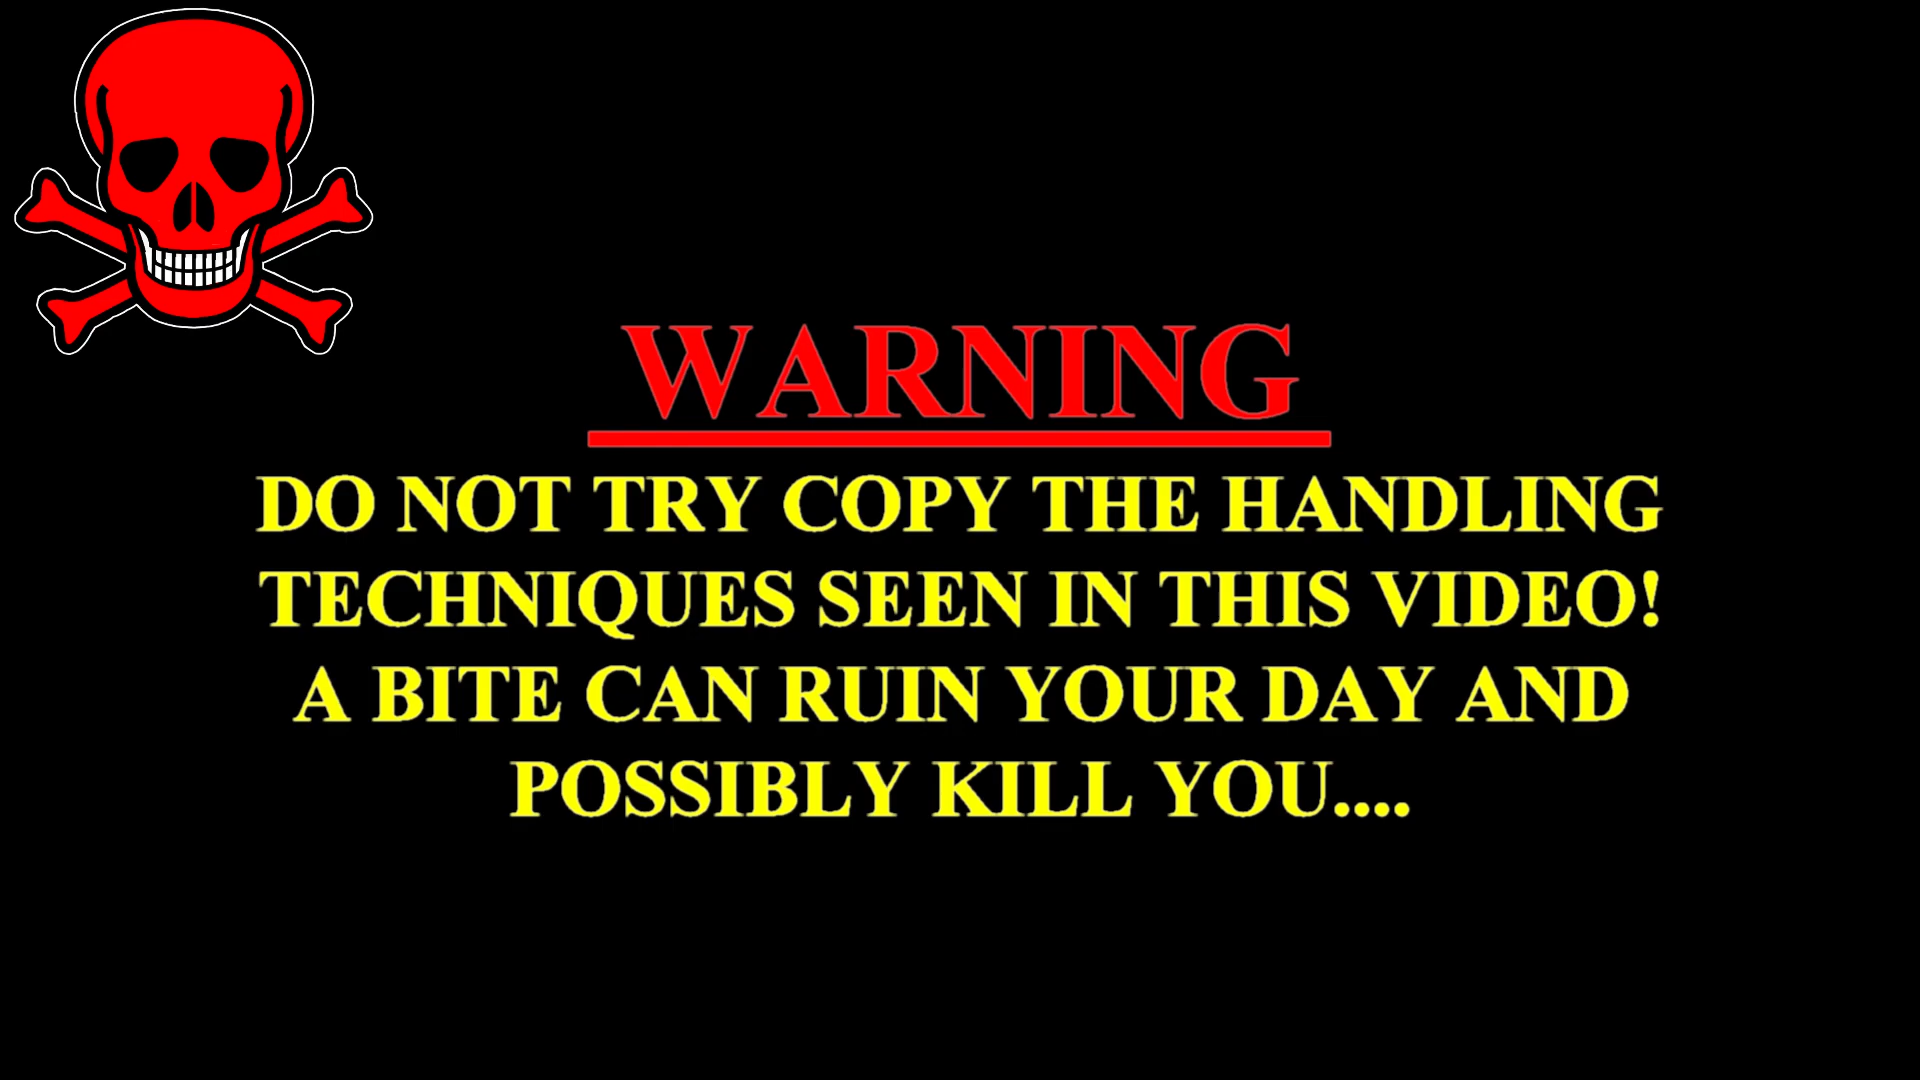 WARNING
DO NOT TRY COPY THE HANDLING
TECHNIQUES SEEN IN THIS VIDEO!
A BITE CAN RUIN YOUR DAY AND
POSSIBLY KILL YOU....